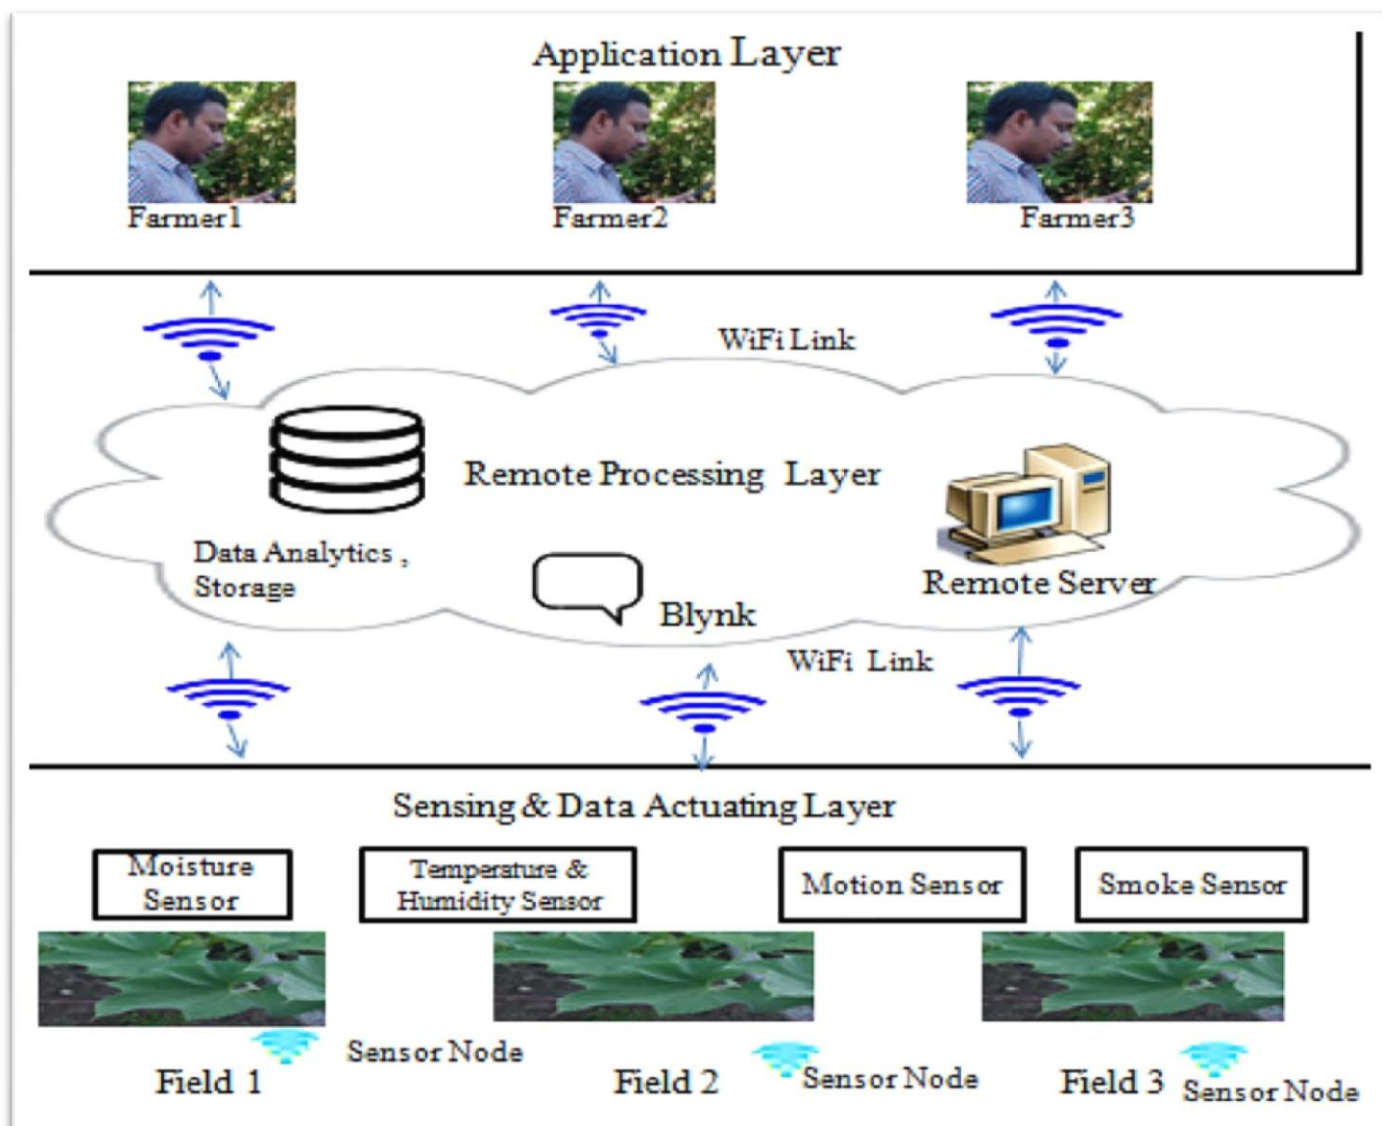 Application Layer
Farmer1
Farmer2
Farmer3
WiFi Link
Remote Processing Layer
Data Analytics ,
Storage
Remote Server
Blynk
WiFi Link
Sensing & Data Actuating Layer
Moisture
Sensor
Temperature &
Humidity Sensor
Motion Sensor
Smoke Sensor
Sensor Node
Field 1
Field 2
Sensor Node
Field 3
Sensor Node